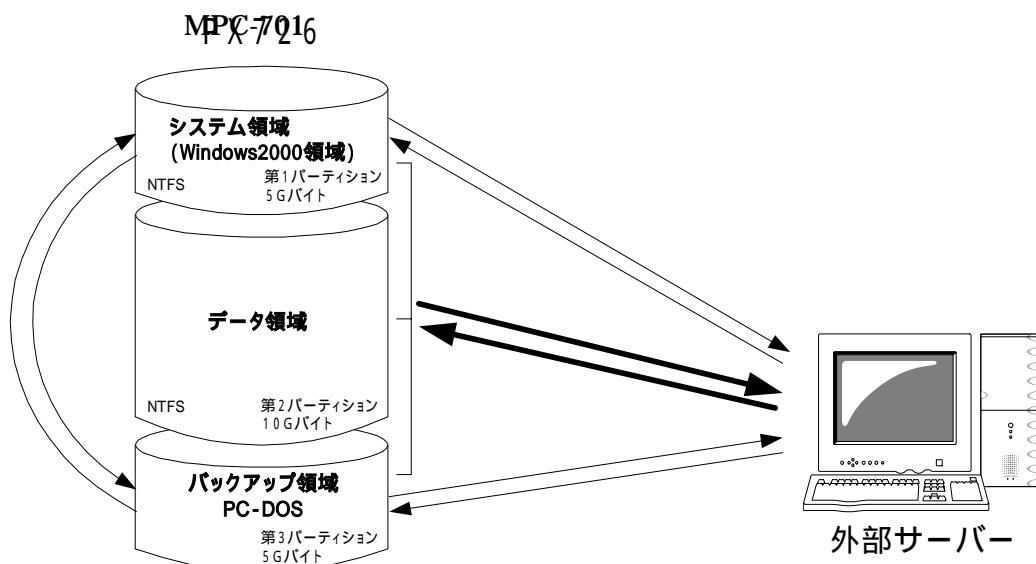 システム領域
(Windows2000領域)
NTFS
第1パーティション
5Gバイト
データ領域
NTFS
第2パーティション
10Gバイト
バックアップ領域
PC-DOS
第3パーティション
5Gバイト
外部サーバー